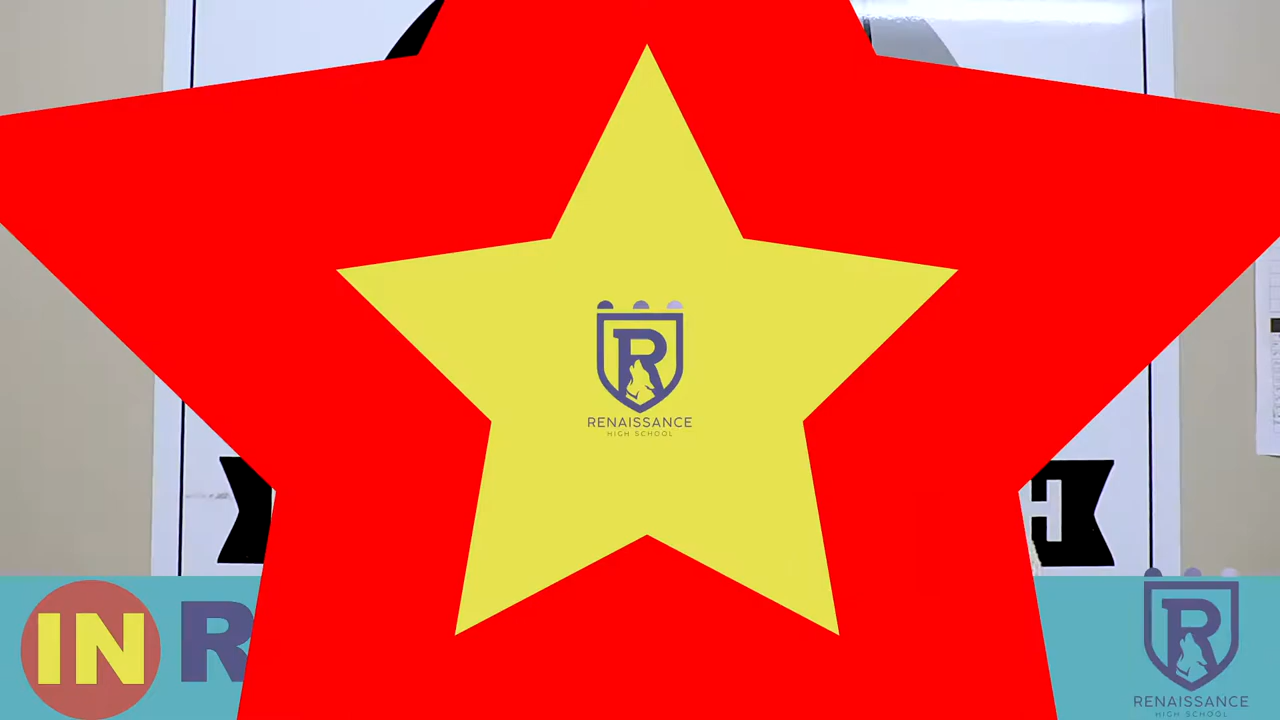 R
RENAISSANCE
HIGH SCHOOL
H
IN R
R
RENAISSANCE
HIGH SCHOOL